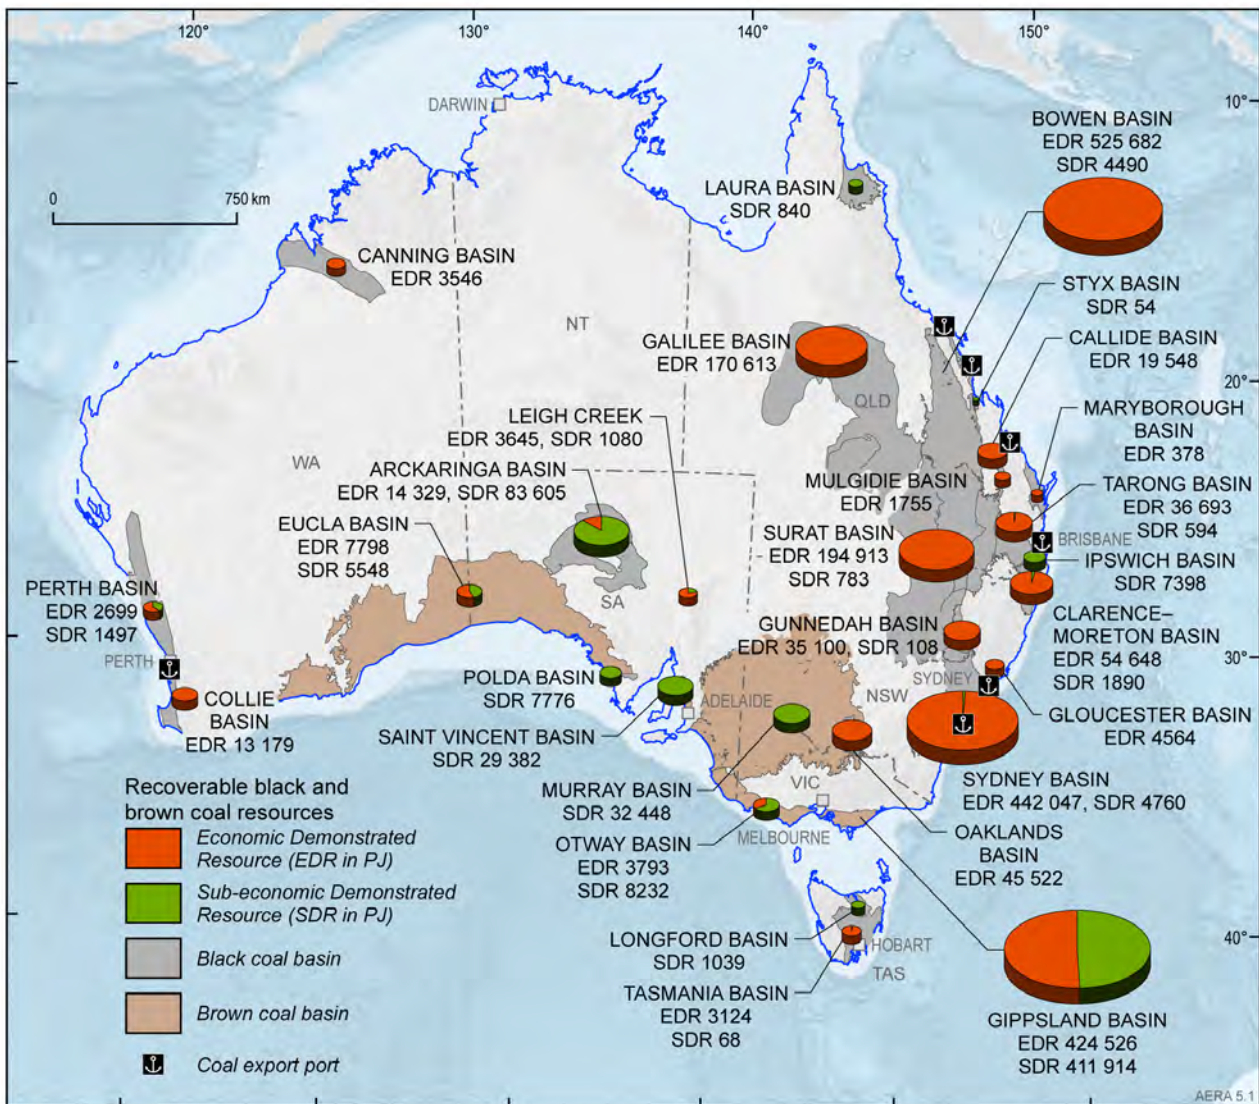 120°
130°
140°
150°
10°
20°
30°
40°
0
750 km
DARWIN
BOWEN BASIN
EDR 525 682
SDR 4490
LAURA BASIN
SDR 840
CANNING BASIN
EDR 3546
STYX BASIN
SDR 54
NT
GALILEE BASIN
EDR 170 613
CALLIDE BASIN
EDR 19 548
QLD
LEIGH CREEK
EDR 3645, SDR 1080
MARYBOROUGH
BASIN
EDR 378
WA
ARCKARINGA BASIN
EDR 14 329, SDR 83 605
MULGIDIE BASIN
EDR 1755
TARONG BASIN
EDR 36 693
SDR 594
EUCLA BASIN
EDR 7798
SDR 5548
SURAT BASIN
EDR 194 913
SDR 783
BRISBANE
IPSWICH BASIN
SDR 7398
PERTH BASIN
EDR 2699
SDR 1497
SA
GUNNEDAH BASIN
EDR 35 100, SDR 108
CLARENCE–
MORETON BASIN
EDR 54 648
SDR 1890
PERTH
POLDA BASIN
SDR 7776
ADELAIDE
NSW
SYDNEY
COLLIE
BASIN
EDR 13 179
SAINT VINCENT BASIN
SDR 29 382
GLOUCESTER BASIN
EDR 4564
MURRAY BASIN
SDR 32 448
VIC
SYDNEY BASIN
EDR 442 047, SDR 4760
OTWAY BASIN
EDR 3793
SDR 8232
MELBOURNE
OAKLANDS
BASIN
EDR 45 522
LONGFORD BASIN
SDR 1039
HOBART
TAS
TASMANIA BASIN
EDR 3124
SDR 68
GIPPSLAND BASIN
EDR 424 526
SDR 411 914
Recoverable black and
brown coal resources
Economic Demonstrated
Resource (EDR in PJ)
Sub-economic Demonstrated
Resource (SDR in PJ)
Black coal basin
Brown coal basin
Coal export port
AERA 5.1